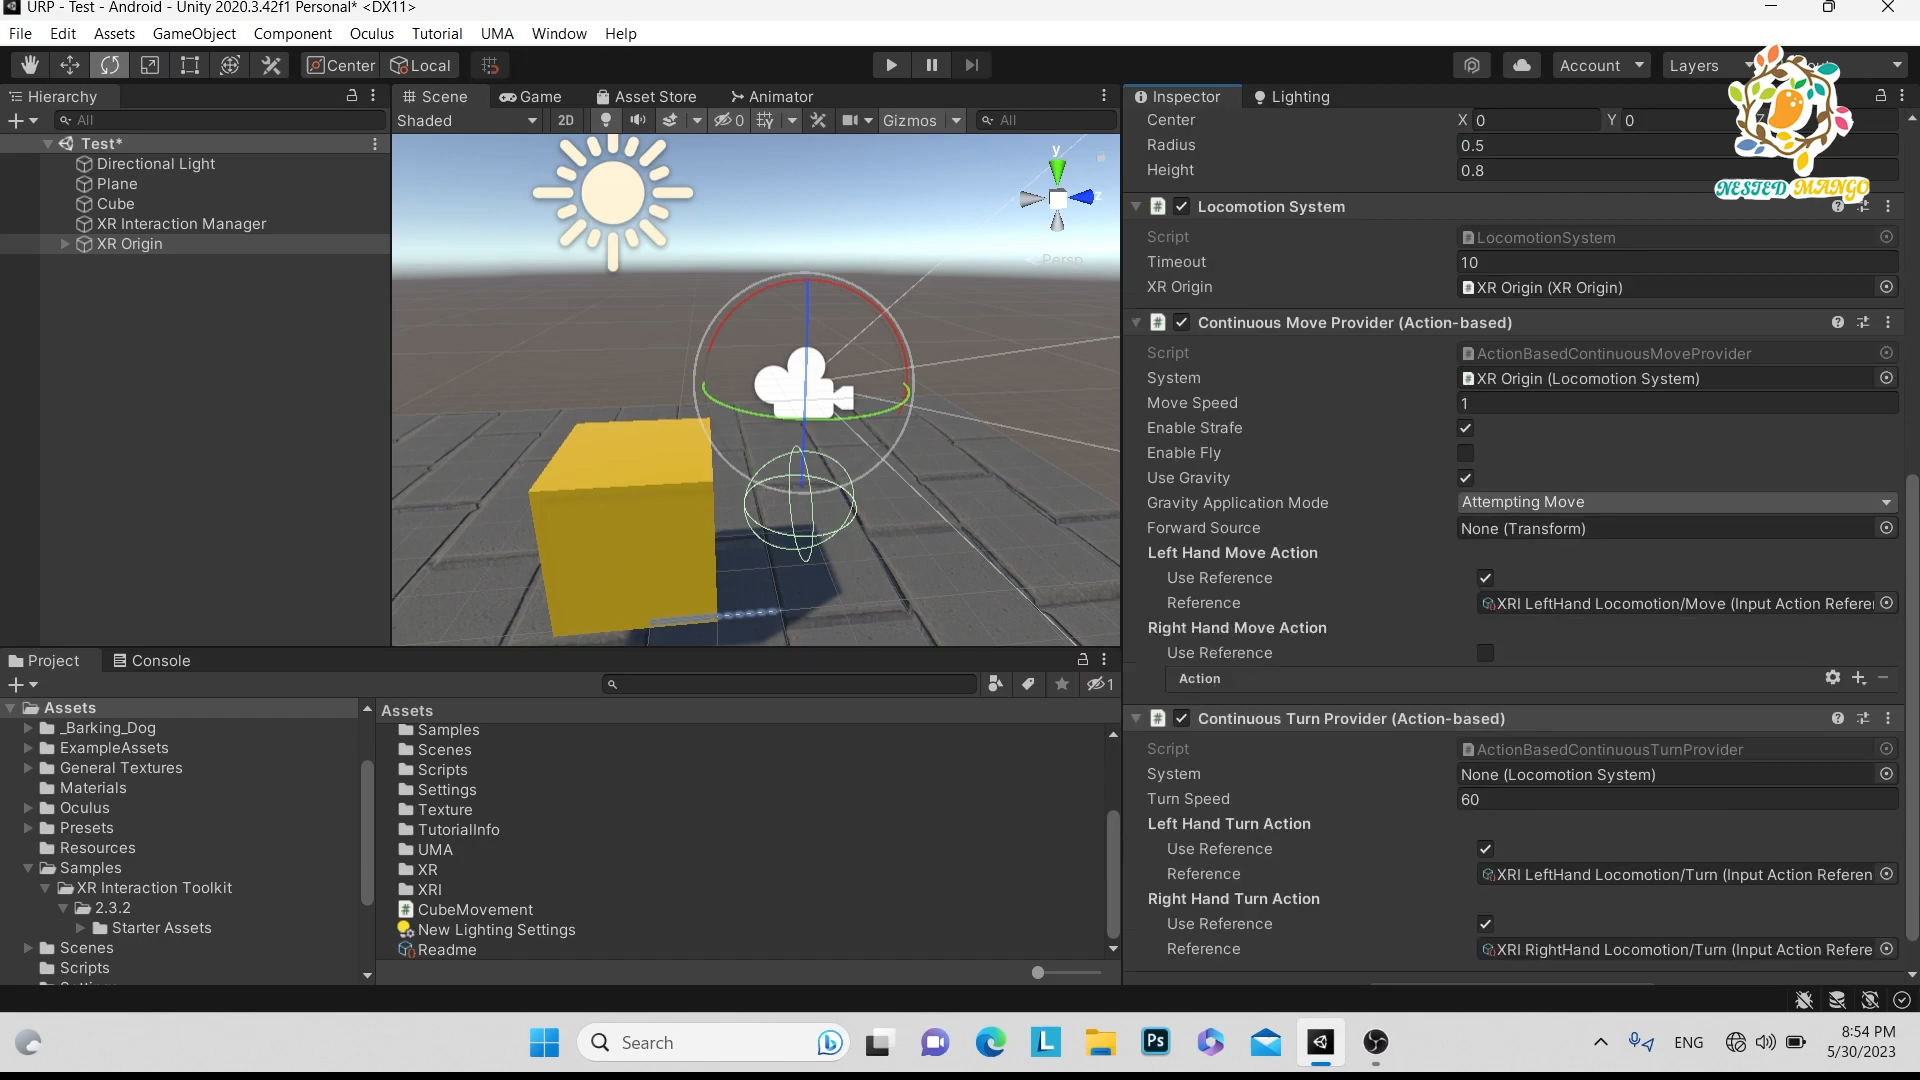 URP - Test - Android - Unity 2020.3.42f1 Personal* <DX11>
File Edit Assets GameObject Component Oculus Tutorial UMA Window Help
Center Local Account Layers
Hierarchy
All
Test*
Directional Light
Plane
Cube
XR Interaction Manager
XR Origin
Scene Game Asset Store Animator
Shaded 2D 0 Gizmos All
y
z
Persp
Inspector Lighting
NESTED MANGO
Center X 0 Y 0
Radius 0.5
Height 0.8
Locomotion System
Script LocomotionSystem
Timeout 10
XR Origin XR Origin (XR Origin)
Continuous Move Provider (Action-based)
Script ActionBasedContinuousMoveProvider
System XR Origin (Locomotion System)
Move Speed 1
Enable Strafe
Enable Fly
Use Gravity
Gravity Application Mode Attempting Move
Forward Source None (Transform)
Left Hand Move Action
Use Reference
Reference XRI LeftHand Locomotion/Move (Input Action Refere
Right Hand Move Action
Use Reference
Action
Continuous Turn Provider (Action-based)
Script ActionBasedContinuousTurnProvider
System None (Locomotion System)
Turn Speed 60
Left Hand Turn Action
Use Reference
Reference XRI LeftHand Locomotion/Turn (Input Action Referen
Right Hand Turn Action
Use Reference
Reference XRI RightHand Locomotion/Turn (Input Action Refere
Project Console
1
Assets
_Barking_Dog
ExampleAssets
General Textures
Materials
Oculus
Presets
Resources
Samples
XR Interaction Toolkit
2.3.2
Starter Assets
Scenes
Scripts
Assets
Samples
Scenes
Scripts
Settings
Texture
TutorialInfo
UMA
XR
XRI
CubeMovement
New Lighting Settings
Readme
Search
L
Ps
ENG
8:54 PM
5/30/2023